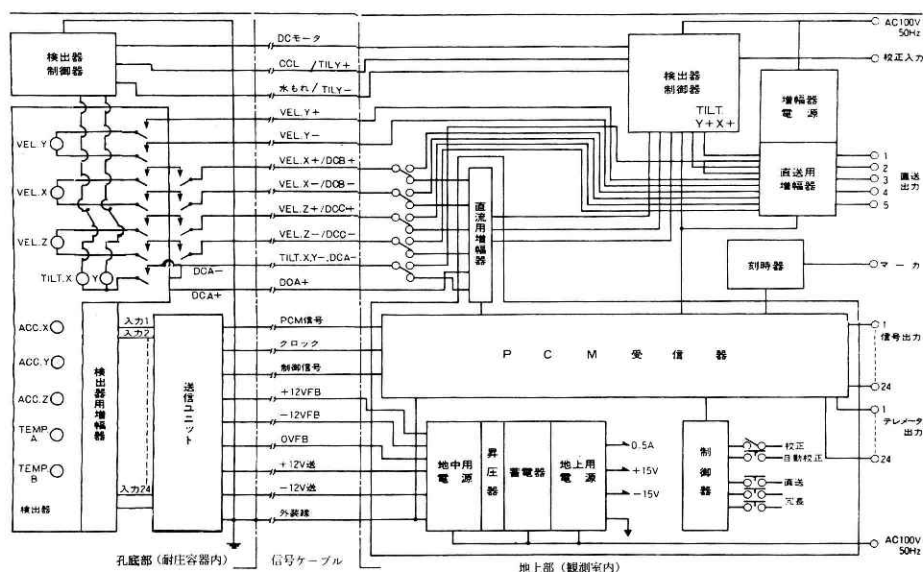 AC100V
50Hz
検出器
制御器
DCモータ
CCL /TILY+
水もれ/TILY-
検出器
制御器
TILT.
Y+X+
校正入力
増幅器
電源
直送用
増幅器
1
2
3
4
5
直送
出力
VEL.Y
VEL.X
VEL.Z
TILT.X
Y
VEL.Y+
VEL.Y-
VEL.X+/DCB+
VEL.X-/DCB-
VEL.Z+/DCC+
VEL.Z-/DCC-
TILT.X,Y-,DCA-
DCA+
DCA-
DCA+
直流用増幅器
刻時器
マーカ
ACC.X
ACC.Y
ACC.Z
TEMP.
A
TEMP.
B
検出器
検出器用増幅器
入力1
入力2
入力24
送信ユニット
PCM信号
クロック
制御信号
+12VFB
-12VFB
0VFB
+12V送
-12V送
外装線
PCM受信器
1
信号出力
24
1
テレメータ
出力
24
地中用
電源
昇圧器
蓄電器
地上用
電源
0.5A
+15V
-15V
制御器
校正
自動校正
直送
冗長
AC100V
50Hz
孔底部(耐圧容器内)
信号ケーブル
地上部(観測室内)